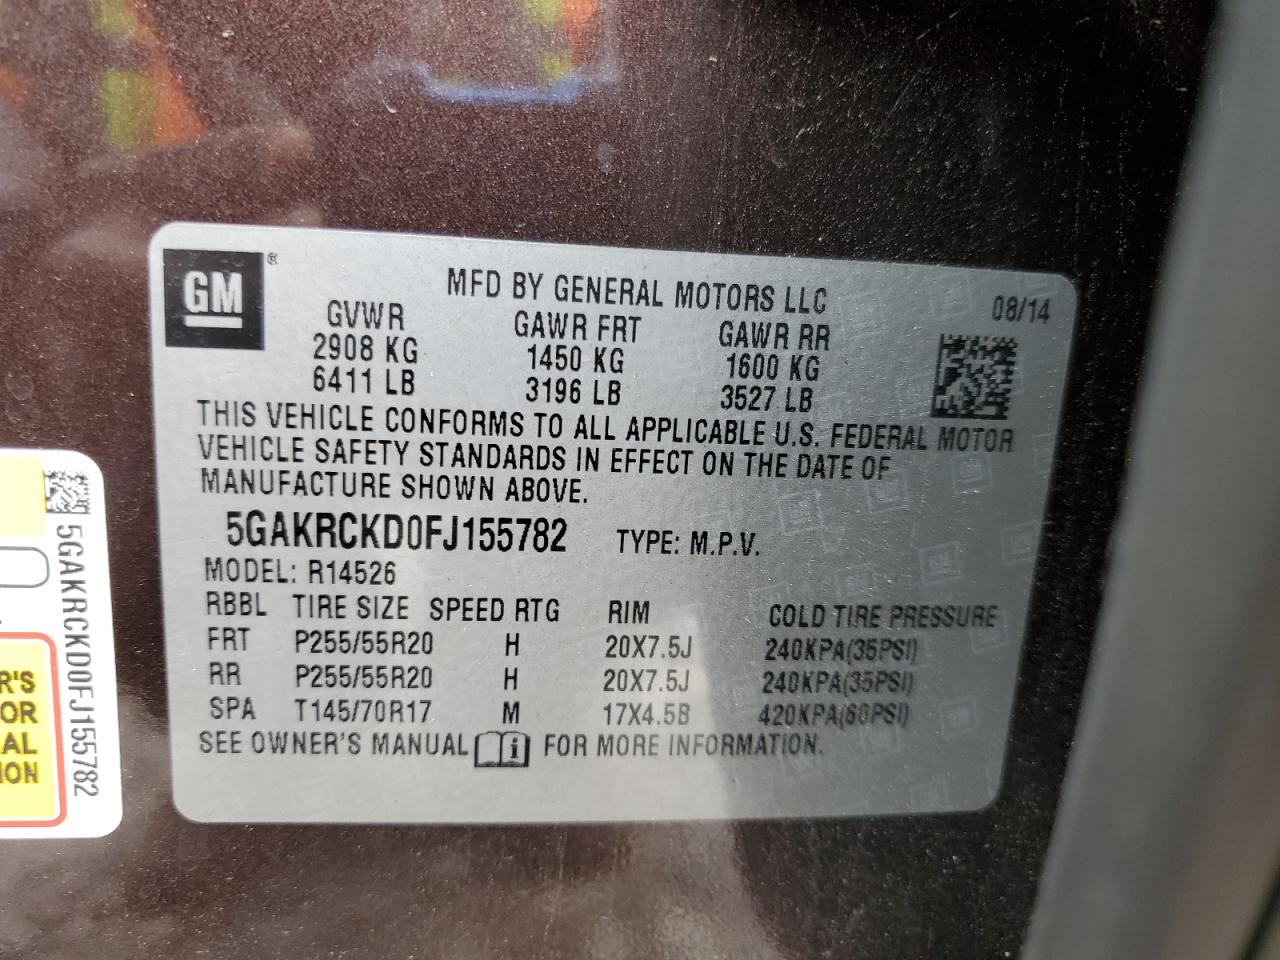 GM ®
MFD BY GENERAL MOTORS LLC 08/14
GVWR GAWR FRT GAWR RR
2908 KG 1450 KG 1600 KG
6411 LB 3196 LB 3527 LB
THIS VEHICLE CONFORMS TO ALL APPLICABLE U.S. FEDERAL MOTOR
VEHICLE SAFETY STANDARDS IN EFFECT ON THE DATE OF
MANUFACTURE SHOWN ABOVE.
5GAKRCKD0FJ155782 TYPE: M.P.V.
MODEL: R14526
RBBL TIRE SIZE SPEED RTG RIM COLD TIRE PRESSURE
FRT P255/55R20 H 20X7.5J 240KPA(35PSI)
RR P255/55R20 H 20X7.5J 240KPA(35PSI)
SPA T145/70R17 M 17X4.5B 420KPA(60PSI)
SEE OWNER'S MANUAL i FOR MORE INFORMATION.
5GAKRCKD0FJ155782
R'S
OR
AL
ION